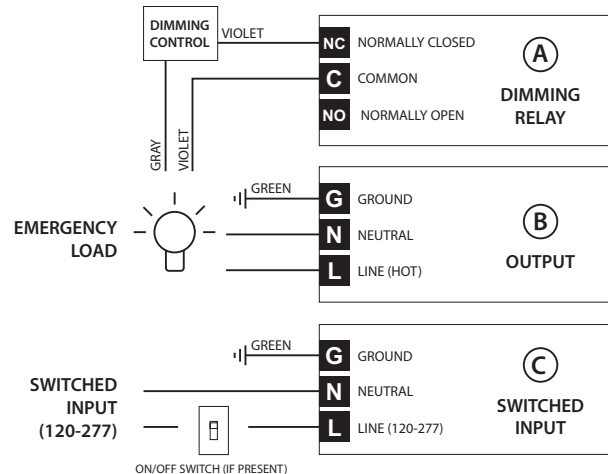 DIMMING
CONTROL
VIOLET
GRAY
VIOLET
NC NORMALLY CLOSED
C COMMON
NO NORMALLY OPEN
A
DIMMING
RELAY
EMERGENCY
LOAD
GREEN
G GROUND
N NEUTRAL
L LINE (HOT)
B
OUTPUT
SWITCHED
INPUT
(120-277)
GREEN
G GROUND
N NEUTRAL
L LINE (120-277)
C
SWITCHED
INPUT
ON/OFF SWITCH (IF PRESENT)